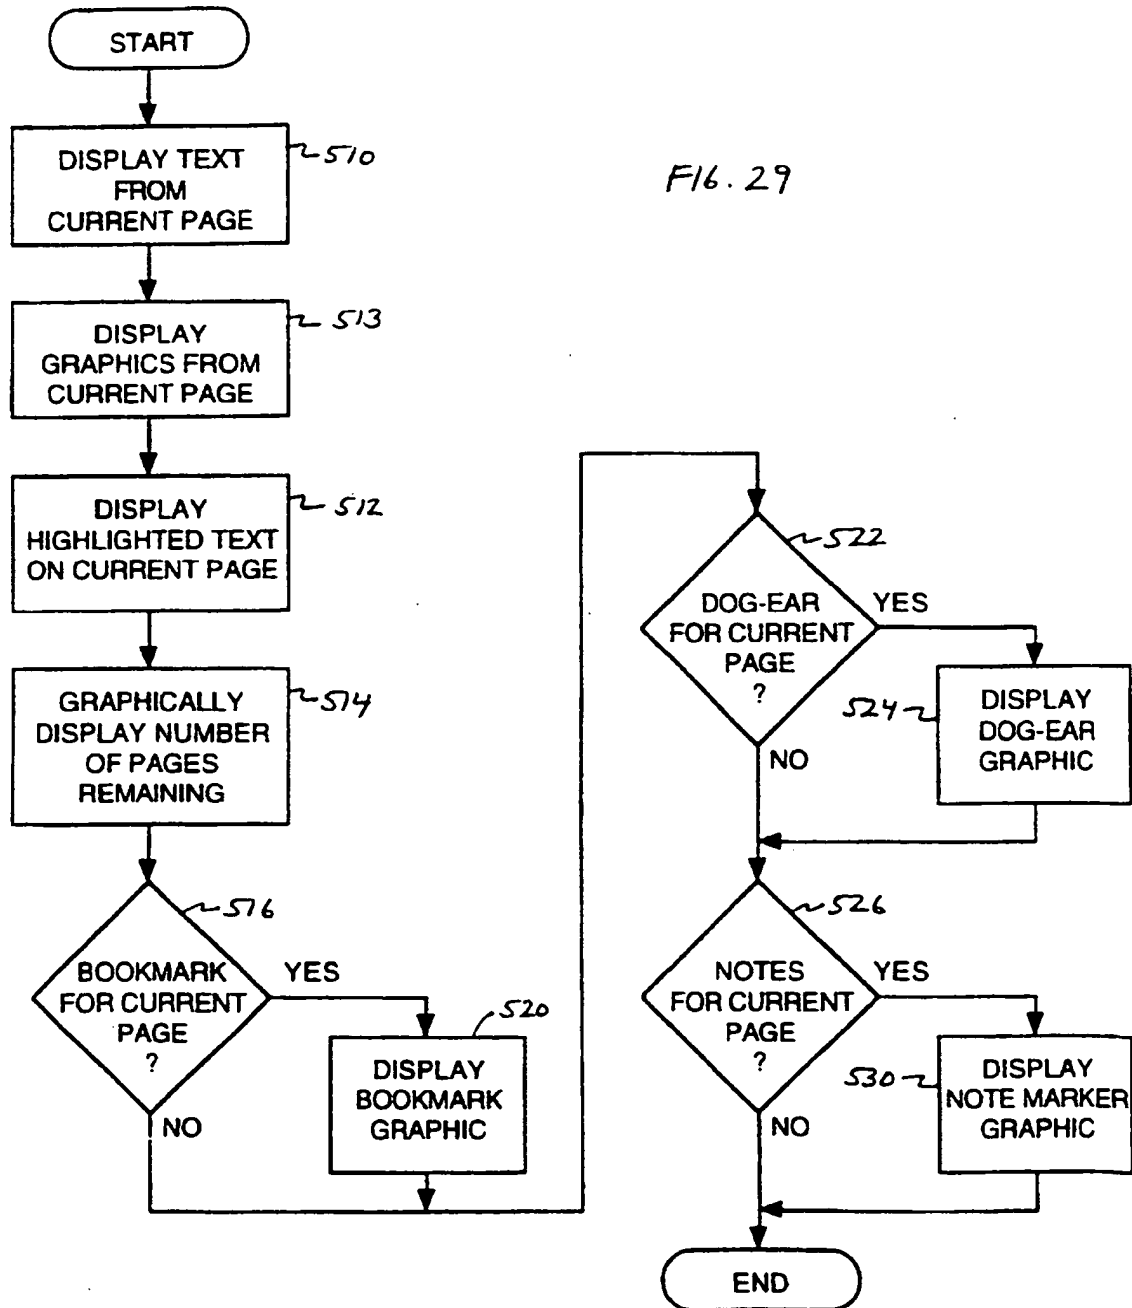 START
DISPLAY TEXT
FROM
CURRENT PAGE
510
FIG. 29
DISPLAY
GRAPHICS FROM
CURRENT PAGE
513
DISPLAY
HIGHLIGHTED TEXT
ON CURRENT PAGE
512
GRAPHICALLY
DISPLAY NUMBER
OF PAGES
REMAINING
514
BOOKMARK
FOR CURRENT
PAGE
?
516
YES
NO
520
DISPLAY
BOOKMARK
GRAPHIC
522
DOG-EAR
FOR CURRENT
PAGE
?
YES
NO
524
DISPLAY
DOG-EAR
GRAPHIC
526
NOTES
FOR CURRENT
PAGE
?
YES
NO
530
DISPLAY
NOTE MARKER
GRAPHIC
END